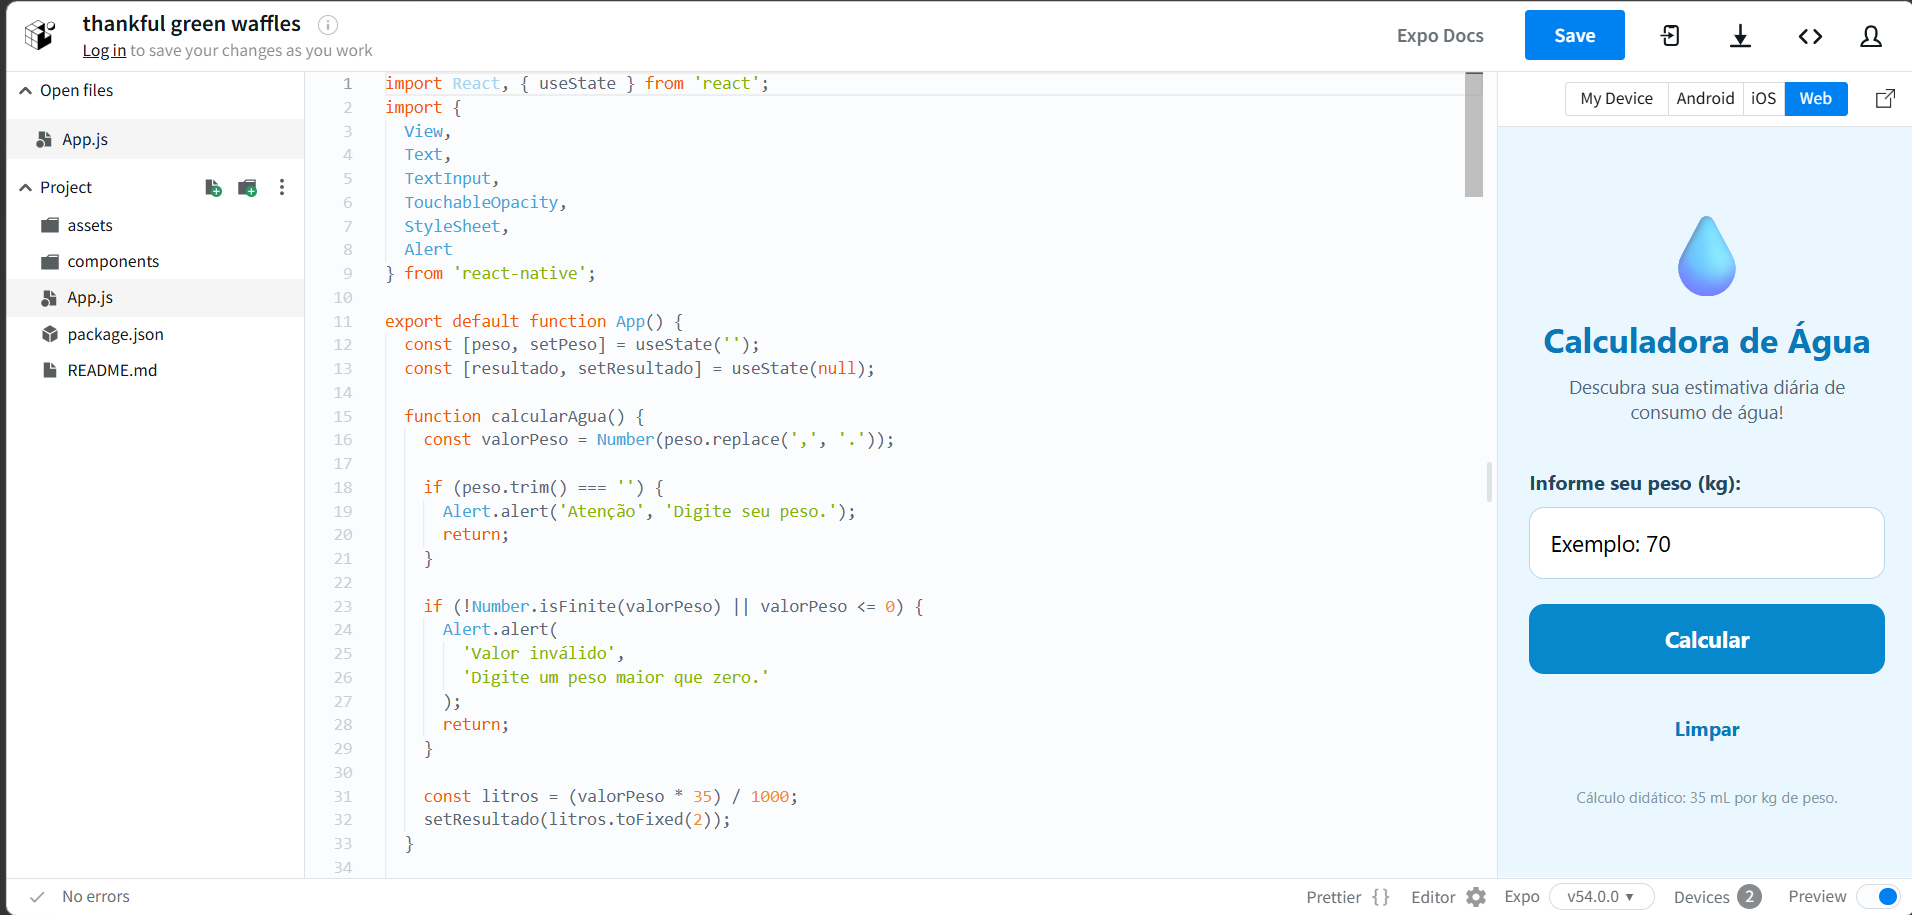 thankful green waffles
Log in to save your changes as you work
Expo Docs
Save
Open files
App.js
Project
assets
components
App.js
package.json
README.md
1 import React, { useState } from 'react';
2 import {
3 View,
4 Text,
5 TextInput,
6 TouchableOpacity,
7 StyleSheet,
8 Alert
9 } from 'react-native';
10
11 export default function App() {
12 const [peso, setPeso] = useState('');
13 const [resultado, setResultado] = useState(null);
14
15 function calcularAgua() {
16 const valorPeso = Number(peso.replace(',', '.'));
17
18 if (peso.trim() === '') {
19 Alert.alert('Atenção', 'Digite seu peso.');
20 return;
21 }
22
23 if (!Number.isFinite(valorPeso) || valorPeso <= 0) {
24 Alert.alert(
25 'Valor inválido',
26 'Digite um peso maior que zero.'
27 );
28 return;
29 }
30
31 const litros = (valorPeso * 35) / 1000;
32 setResultado(litros.toFixed(2));
33 }
34
My Device
Android
iOS
Web
Calculadora de Água
Descubra sua estimativa diária de
consumo de água!
Informe seu peso (kg):
Exemplo: 70
Calcular
Limpar
Cálculo didático: 35 mL por kg de peso.
No errors
Prettier { }
Editor
Expo
v54.0.0
Devices 2
Preview